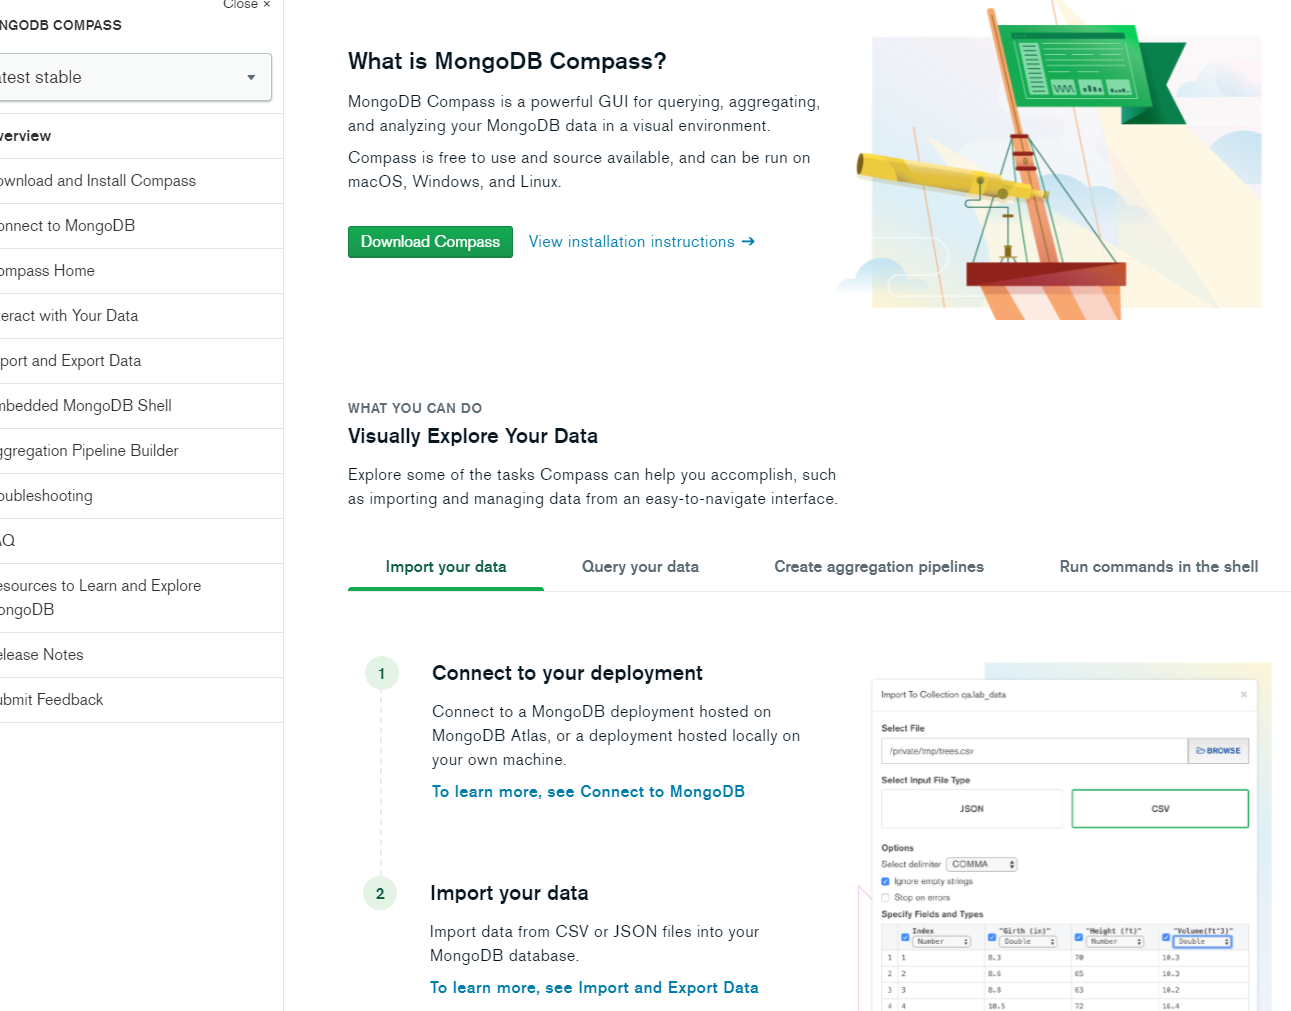 Close ×
NGODB COMPASS
test stable
verview
ownload and Install Compass
onnect to MongoDB
ompass Home
teract with Your Data
port and Export Data
mbedded MongoDB Shell
ggregation Pipeline Builder
oubleshooting
AQ
esources to Learn and Explore
ongoDB
elease Notes
ubmit Feedback
What is MongoDB Compass?
MongoDB Compass is a powerful GUI for querying, aggregating,
and analyzing your MongoDB data in a visual environment.
Compass is free to use and source available, and can be run on
macOS, Windows, and Linux.
Download Compass
View installation instructions →
WHAT YOU CAN DO
Visually Explore Your Data
Explore some of the tasks Compass can help you accomplish, such
as importing and managing data from an easy-to-navigate interface.
Import your data Query your data Create aggregation pipelines Run commands in the shell
1 Connect to your deployment
Connect to a MongoDB deployment hosted on
MongoDB Atlas, or a deployment hosted locally on
your own machine.
To learn more, see Connect to MongoDB
2 Import your data
Import data from CSV or JSON files into your
MongoDB database.
To learn more, see Import and Export Data
Import To Collection qa.lab_data ×
Select File
/private/tmp/trees.csv BROWSE
Select Input File Type
JSON CSV
Options
Select delimiter COMMA
Ignore empty strings
Stop on errors
Specify Fields and Types
Index "Girth (in)" "Height (ft)" "Volume(ft^3)"
Number Double Number Double
1 1 8.3 70 10.3
2 2 8.6 65 10.3
3 3 8.8 63 10.2
4 4 10.5 72 16.4